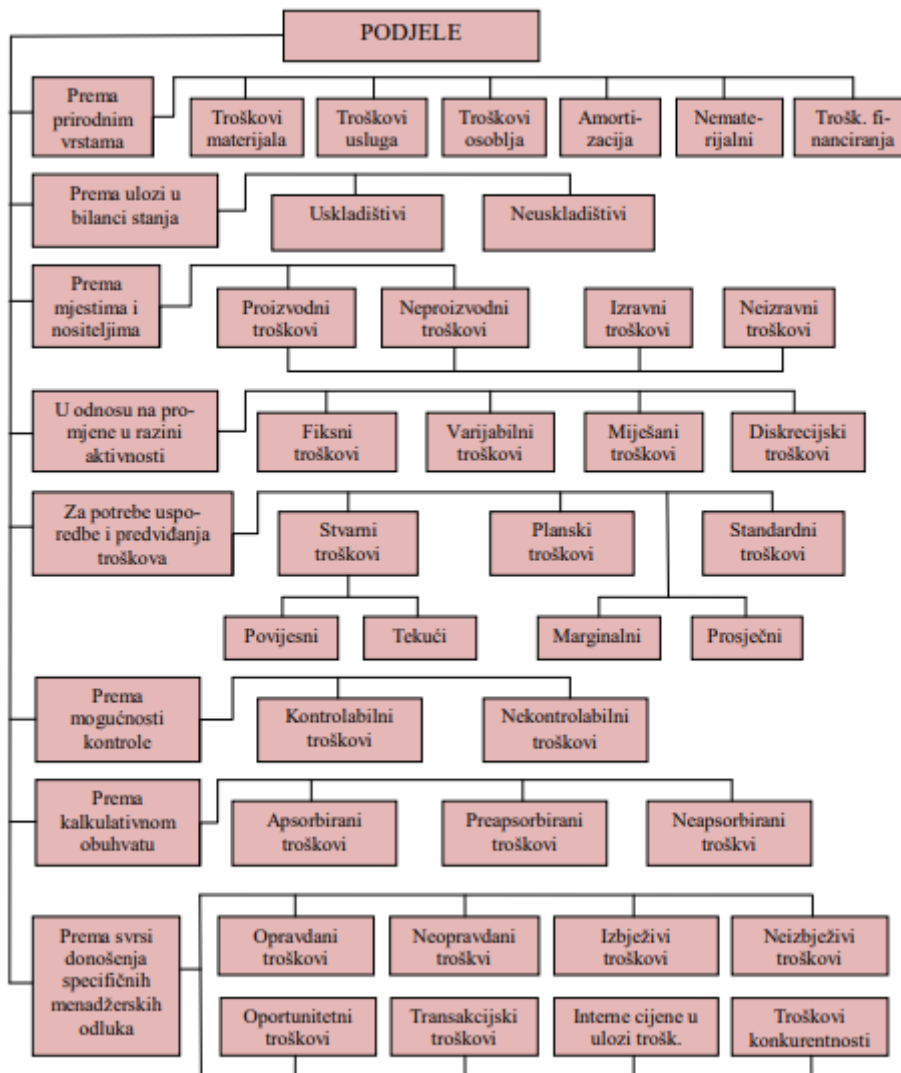 PODJELE
Prema
prirodnim
vrstama
Troškovi
materijala
Troškovi
usluga
Troškovi
osoblja
Amorti-
zacija
Nemate-
rijalni
Trošk. fi-
nanciranja
Prema ulozi u
bilanci stanja
Uskladištivi
Neuskladištivi
Prema
mjestima i
nositeljima
Proizvodni
troškovi
Neproizvodni
troškovi
Izravni
troškovi
Neizravni
troškovi
U odnosu na pro-
mjene u razini
aktivnosti
Fiksni
troškovi
Varijabilni
troškovi
Miješani
troškovi
Diskrecijski
troškovi
Za potrebe uspo-
redbe i predviđanja
troškova
Stvarni
troškovi
Planski
troškovi
Standardni
troškovi
Povijesni
Tekući
Marginalni
Prosječni
Prema
mogućnosti
kontrole
Kontrolabilni
troškovi
Nekontrolabilni
troškovi
Prema
kalkulativnom
obuhvatu
Apsorbirani
troškovi
Preapsorbirani
troškovi
Neapsorbirani
troškvi
Prema svrsi
donošenja
specifičnih
menadžerskih
odluka
Opravdani
troškovi
Neopravdani
troškvi
Izbježivi
troškovi
Neizbježivi
troškovi
Oportunitetni
troškovi
Transakcijski
troškovi
Interne cijene u
ulozi trošk.
Troškovi
konkurentnosti